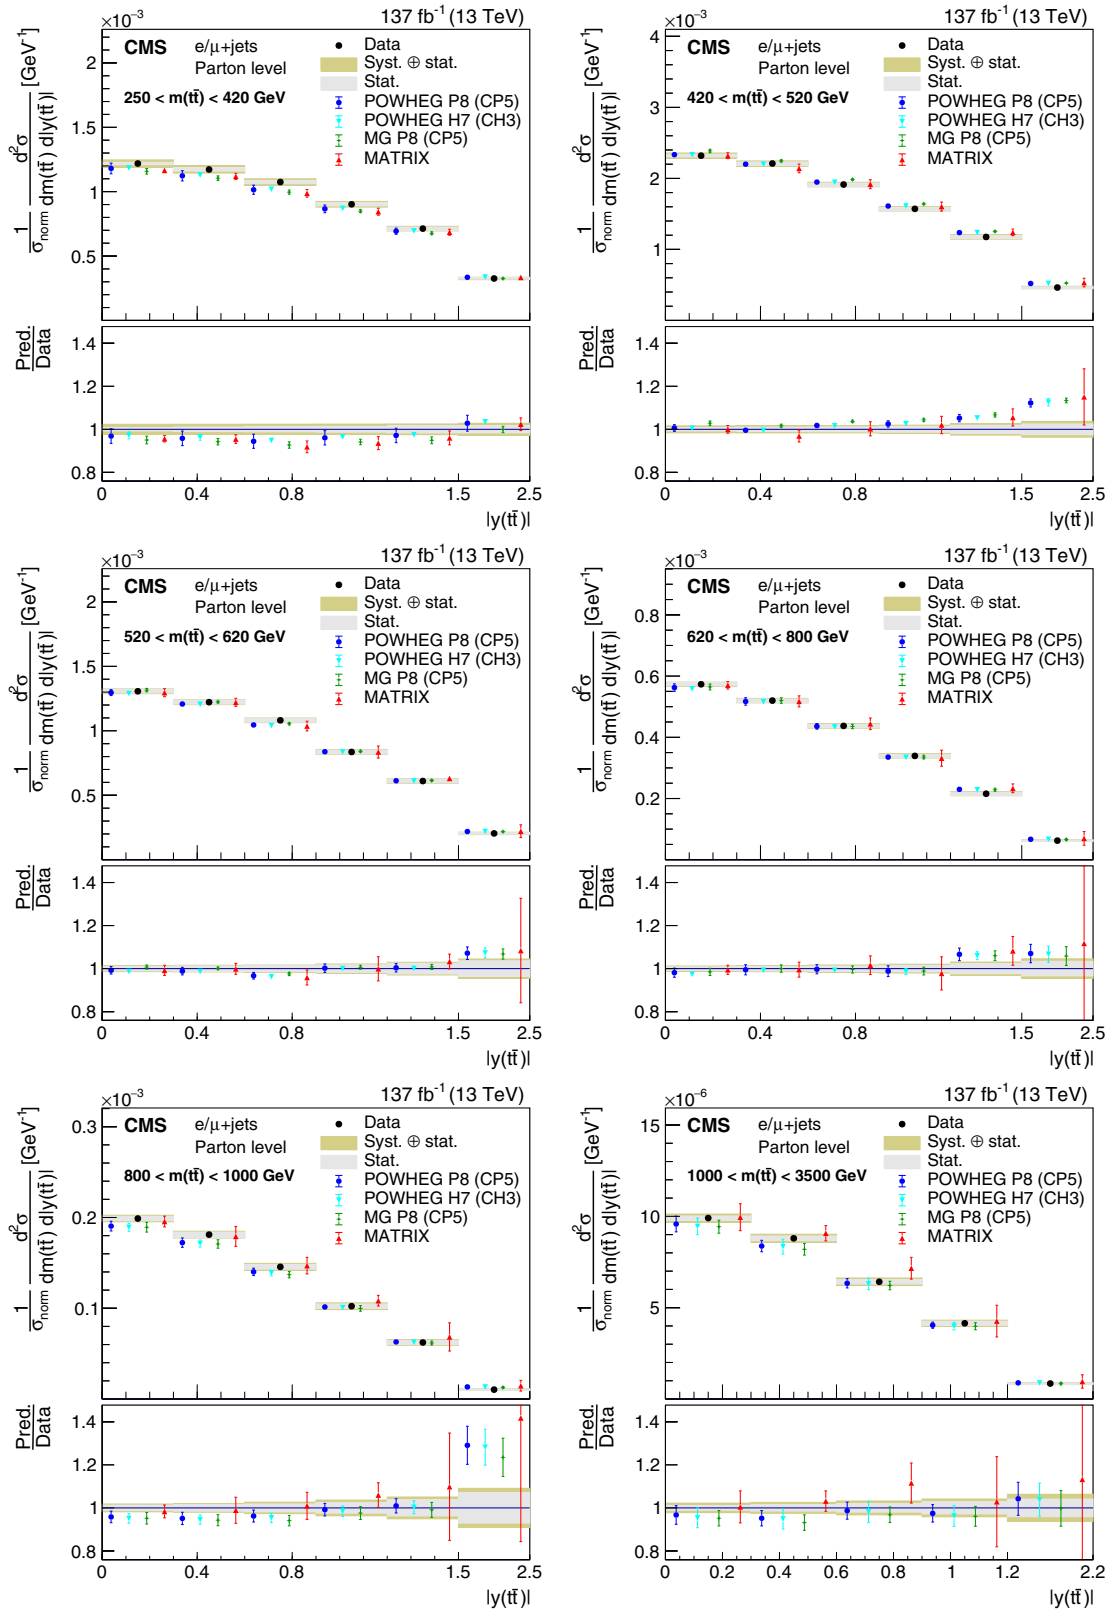 ×10⁻³ 137 fb⁻¹ (13 TeV)
CMS e/μ+jets
Parton level
250 < m(tt̄) < 420 GeV
Data
Syst. ⊕ stat.
Stat.
POWHEG P8 (CP5)
POWHEG H7 (CH3)
MG P8 (CP5)
MATRIX
1/σnorm d²σ/dm(tt̄) d|y(tt̄)| [GeV⁻¹]
2
1.5
1
0.5
Pred./Data
1.4
1.2
1
0.8
0 0.4 0.8 1.5 2.5
|y(tt̄)|
×10⁻³ 137 fb⁻¹ (13 TeV)
CMS e/μ+jets
Parton level
420 < m(tt̄) < 520 GeV
Data
Syst. ⊕ stat.
Stat.
POWHEG P8 (CP5)
POWHEG H7 (CH3)
MG P8 (CP5)
MATRIX
1/σnorm d²σ/dm(tt̄) d|y(tt̄)| [GeV⁻¹]
4
3
2
1
Pred./Data
1.4
1.2
1
0.8
0 0.4 0.8 1.5 2.5
|y(tt̄)|
×10⁻³ 137 fb⁻¹ (13 TeV)
CMS e/μ+jets
Parton level
520 < m(tt̄) < 620 GeV
Data
Syst. ⊕ stat.
Stat.
POWHEG P8 (CP5)
POWHEG H7 (CH3)
MG P8 (CP5)
MATRIX
1/σnorm d²σ/dm(tt̄) d|y(tt̄)| [GeV⁻¹]
2
1.5
1
0.5
Pred./Data
1.4
1.2
1
0.8
0 0.4 0.8 1.5 2.5
|y(tt̄)|
×10⁻³ 137 fb⁻¹ (13 TeV)
CMS e/μ+jets
Parton level
620 < m(tt̄) < 800 GeV
Data
Syst. ⊕ stat.
Stat.
POWHEG P8 (CP5)
POWHEG H7 (CH3)
MG P8 (CP5)
MATRIX
1/σnorm d²σ/dm(tt̄) d|y(tt̄)| [GeV⁻¹]
0.8
0.6
0.4
0.2
Pred./Data
1.4
1.2
1
0.8
0 0.4 0.8 1.5 2.5
|y(tt̄)|
×10⁻³ 137 fb⁻¹ (13 TeV)
CMS e/μ+jets
Parton level
800 < m(tt̄) < 1000 GeV
Data
Syst. ⊕ stat.
Stat.
POWHEG P8 (CP5)
POWHEG H7 (CH3)
MG P8 (CP5)
MATRIX
1/σnorm d²σ/dm(tt̄) d|y(tt̄)| [GeV⁻¹]
0.3
0.2
0.1
Pred./Data
1.4
1.2
1
0.8
0 0.4 0.8 1.5 2.5
|y(tt̄)|
×10⁻⁶ 137 fb⁻¹ (13 TeV)
CMS e/μ+jets
Parton level
1000 < m(tt̄) < 3500 GeV
Data
Syst. ⊕ stat.
Stat.
POWHEG P8 (CP5)
POWHEG H7 (CH3)
MG P8 (CP5)
MATRIX
1/σnorm d²σ/dm(tt̄) d|y(tt̄)| [GeV⁻¹]
15
10
5
Pred./Data
1.4
1.2
1
0.8
0 0.2 0.4 0.6 0.8 1 1.2 2.2
|y(tt̄)|